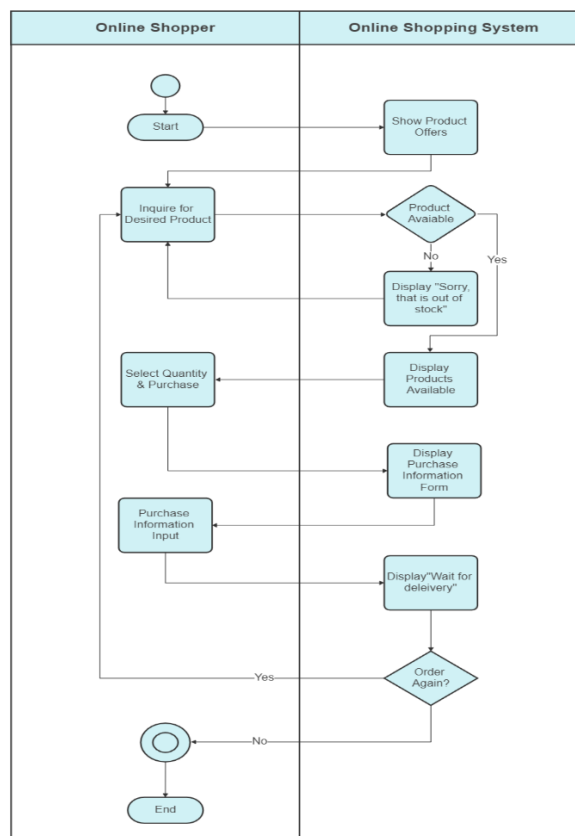 Online Shopper
Online Shopping System
Start
Show Product
Offers
Inquire for
Desired Product
Product
Avaiable
No
Yes
Display "Sorry,
that is out of
stock"
Select Quantity
& Purchase
Display
Products
Available
Display
Purchase
Information
Form
Purchase
Information
Input
Display"Wait for
deleivery"
Order
Again?
Yes
No
End